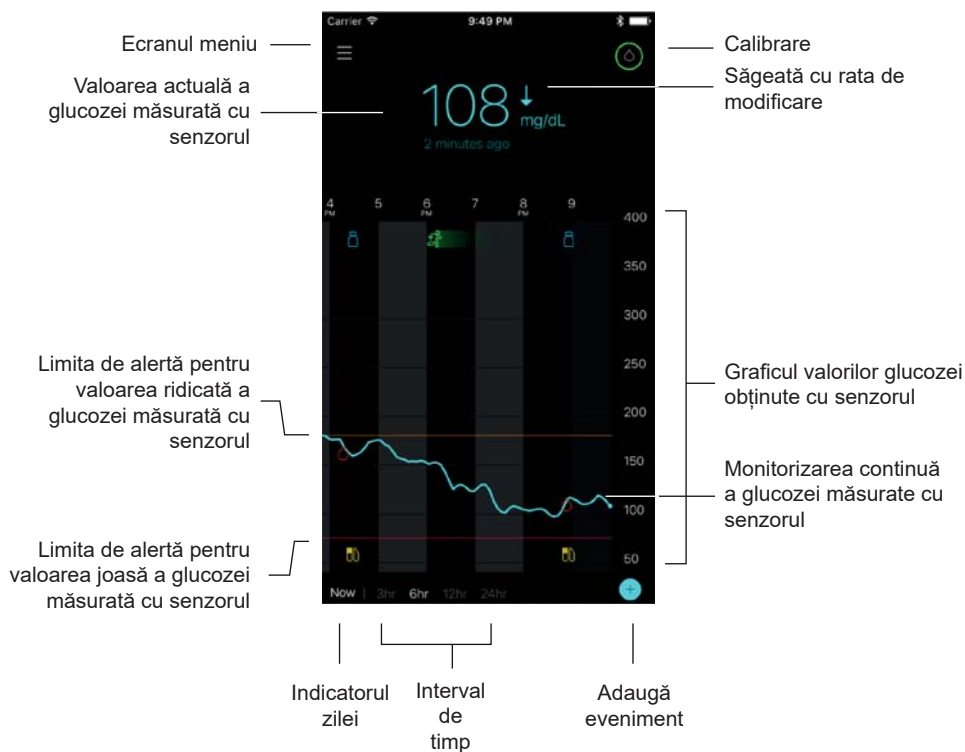 Carrier
9:49 PM
Ecranul meniu
Calibrare
Valoarea actuală a
glucozei măsurată cu
senzorul
Săgeată cu rata de
modificare
108
mg/dL
2 minutes ago
4
PM
5
6
PM
7
8
PM
9
400
350
300
250
200
150
100
50
Limita de alertă pentru
valoarea ridicată a
glucozei măsurată cu
senzorul
Graficul valorilor glucozei
obținute cu senzorul
Monitorizarea continuă
a glucozei măsurate cu
senzorul
Limita de alertă pentru
valoarea joasă a glucozei
măsurată cu senzorul
Now | 3hr 6hr 12hr 24hr
Indicatorul
zilei
Interval
de
timp
Adaugă
eveniment